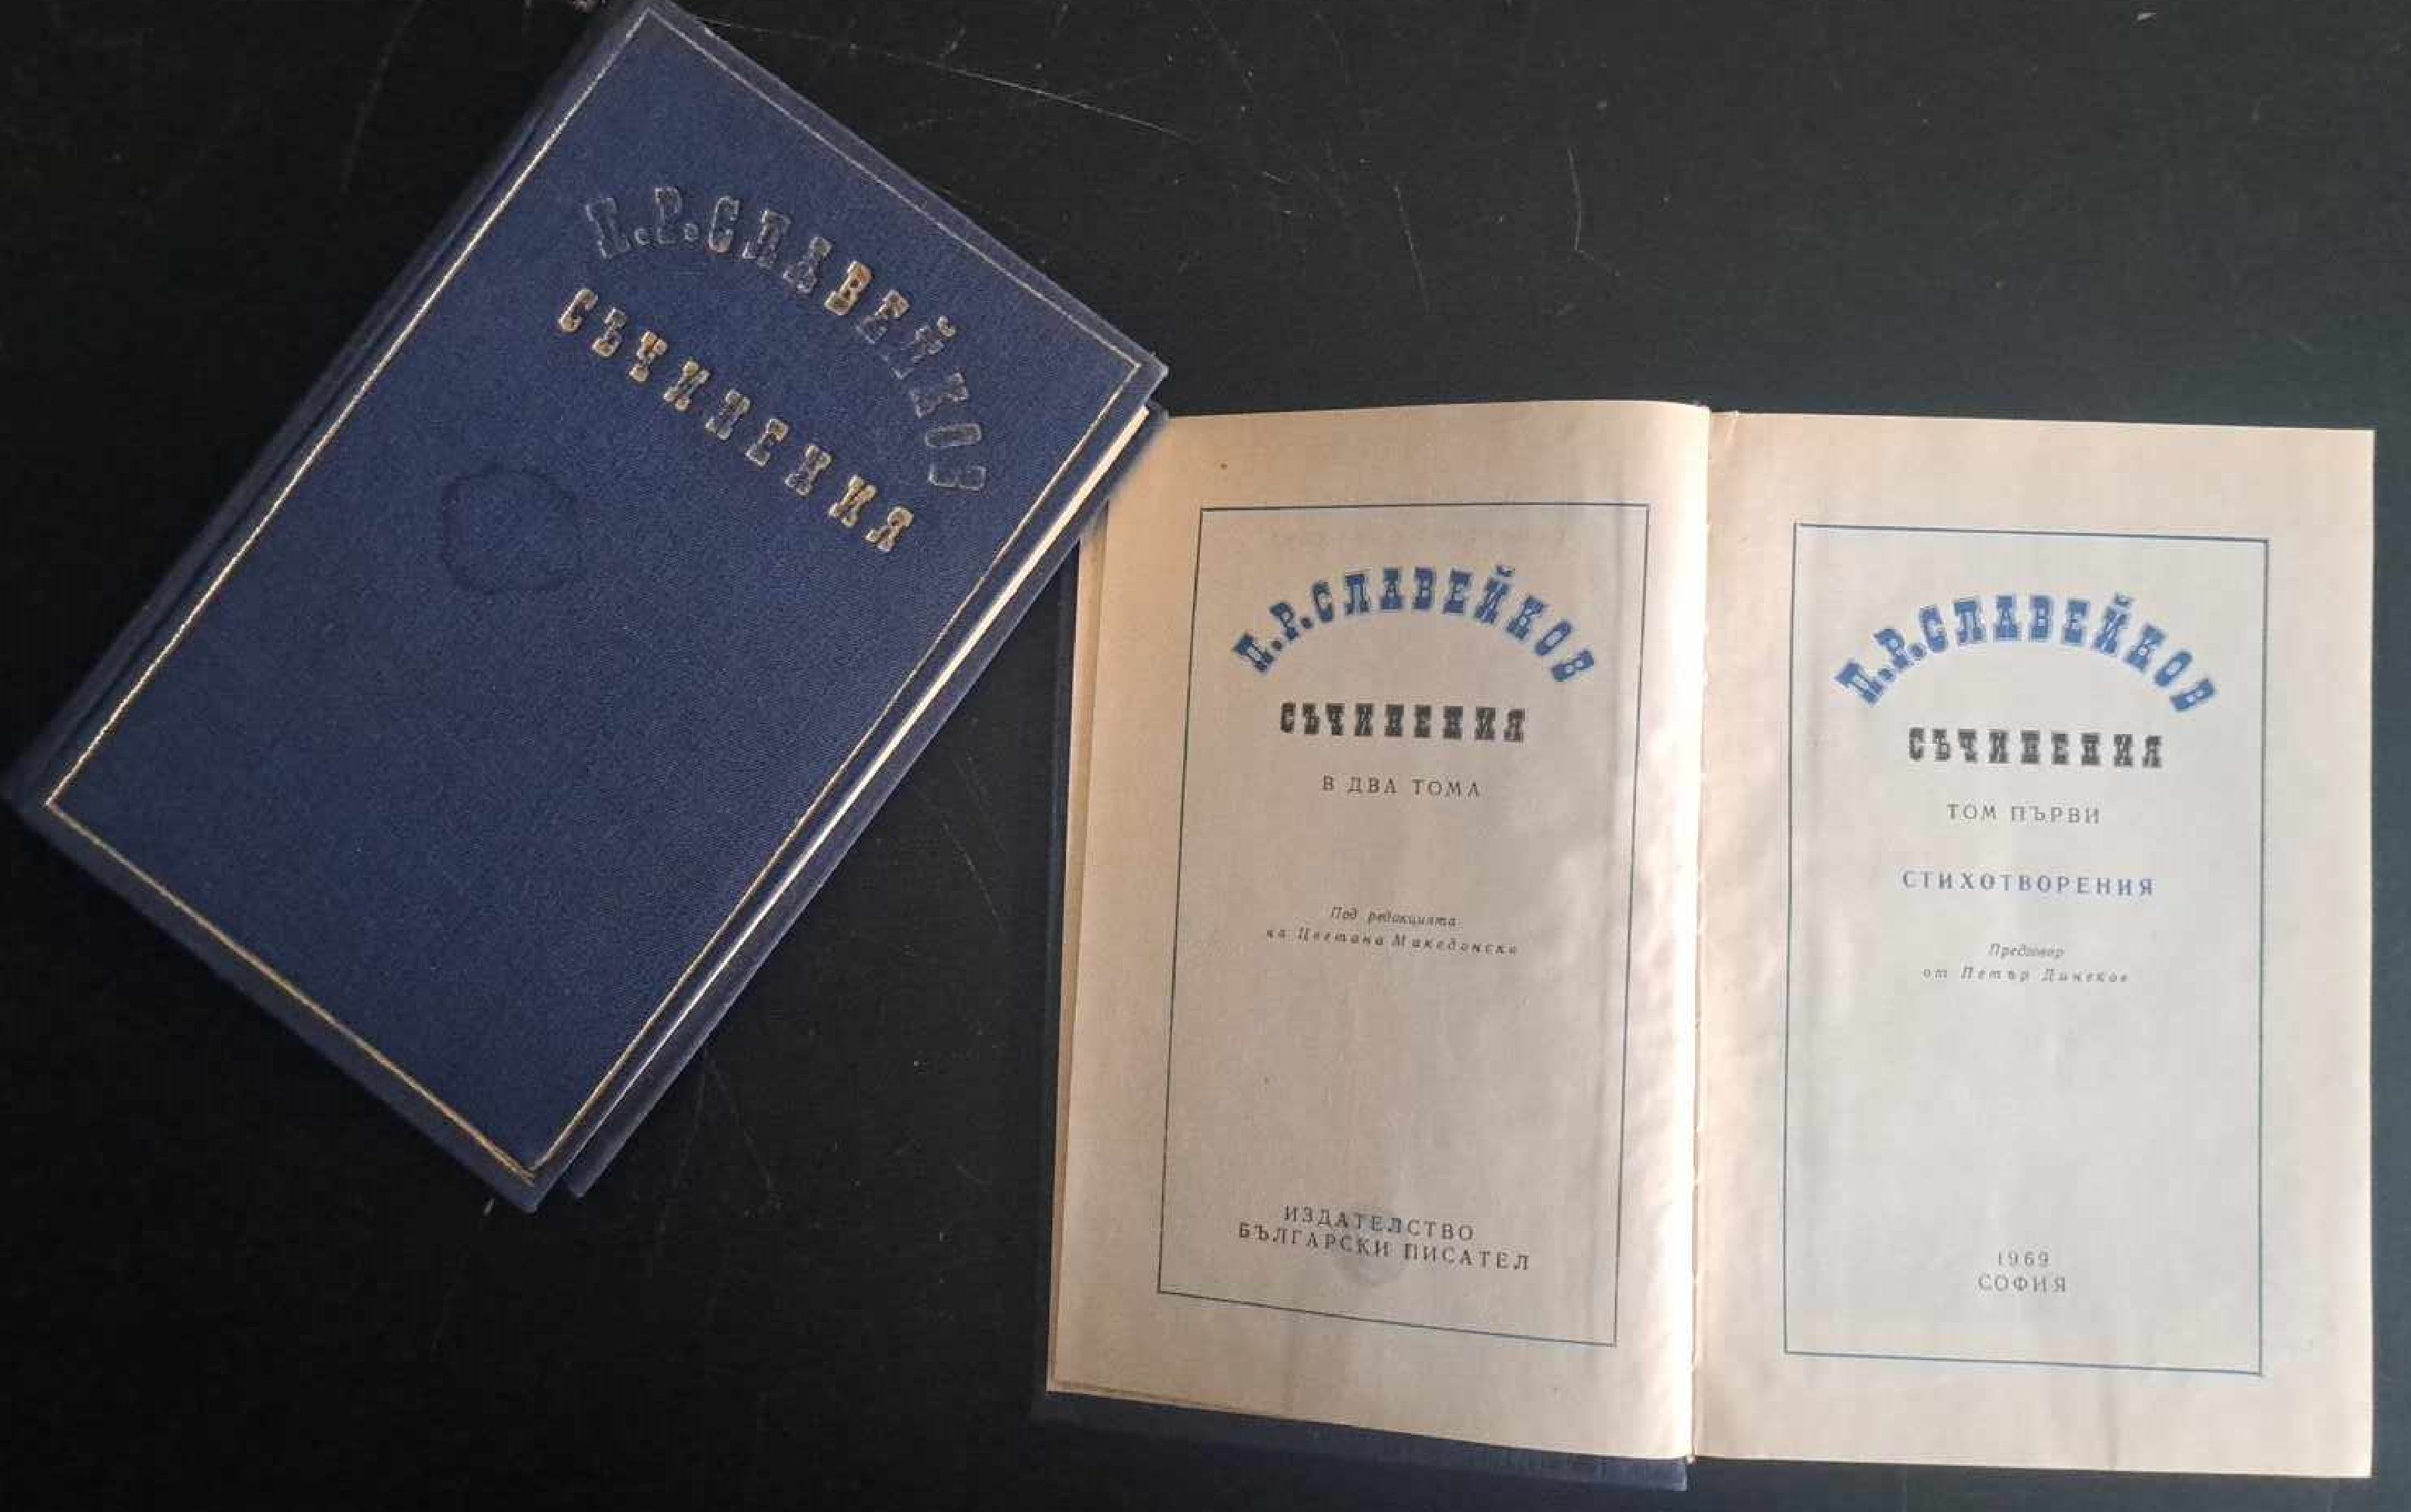 П.Р.СЛАВЕЙКОВ
СЪЧИНЕНИЯ
П.Р.СЛАВЕЙКОВ
СЪЧИНЕНИЯ
В ДВА ТОМА
Под редакцията
на Цветана Македонска
ИЗДАТЕЛСТВО
БЪЛГАРСКИ ПИСАТЕЛ
П.Р.СЛАВЕЙКОВ
СЪЧИНЕНИЯ
ТОМ ПЪРВИ
СТИХОТВОРЕНИЯ
Предговор
от Петър Динеков
1969
СОФИЯ